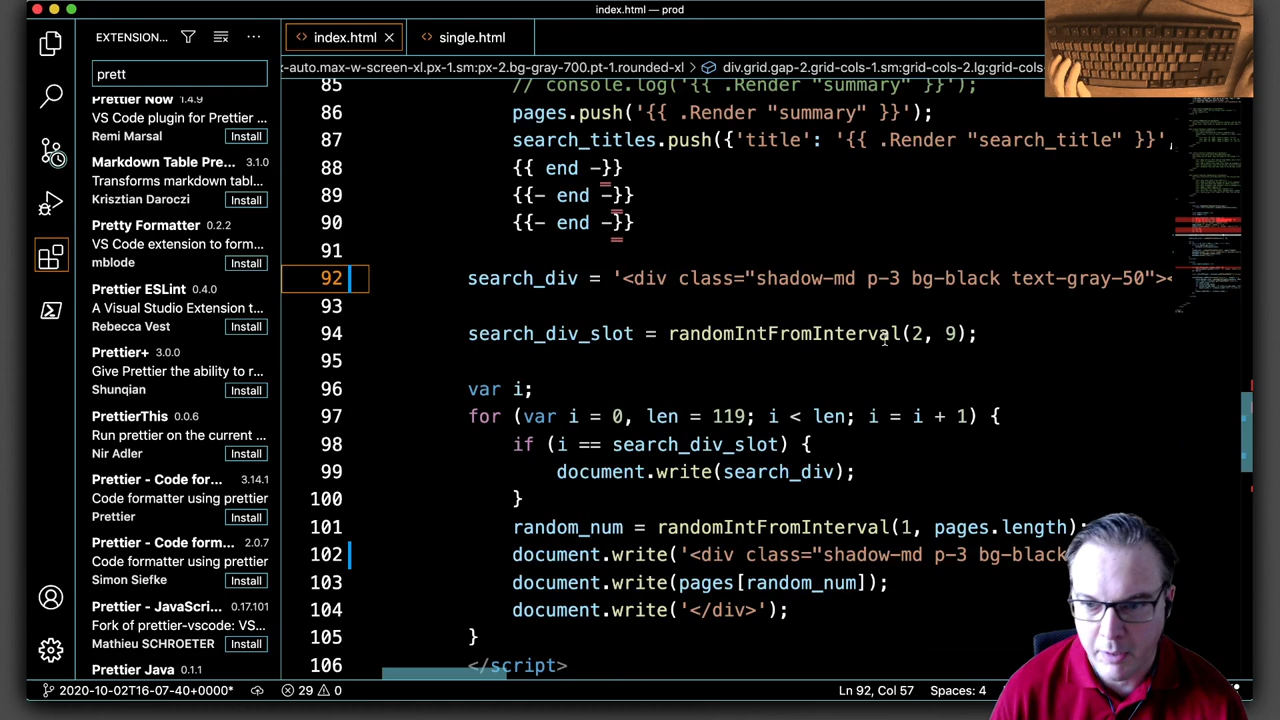 index.html — prod
EXTENSION...
index.html
single.html
prett
:-auto.max-w-screen-xl.px-1.sm:px-2.bg-gray-700.pt-1.rounded-xl > div.grid.gap-2.grid-cols-1.sm:grid-cols-2.lg:grid-cols-
Prettier Now 1.4.9
VS Code plugin for Prettier ...
Remi Marsal Install
Markdown Table Pre... 3.1.0
Transforms markdown tabl...
Krisztian Daroczi Install
Pretty Formatter 0.2.2
VS Code extension to form...
mblode Install
Pretty ESLint 0.4.0
A Visual Studio Extension t...
Rebecca Vest Install
Prettier+ 3.0.0
Give Prettier the ability to r...
Shunqian Install
PrettierThis 0.0.6
Run prettier on the current ...
Nir Adler Install
Prettier - Code for... 3.14.1
Code formatter using prettier
Prettier Install
Prettier - Code form... 2.0.7
Code formatter using prettier
Simon Siefke Install
Prettier - JavaScri... 0.17.101
Fork of prettier-vscode: VS...
Mathieu SCHROETER Install
Prettier Java 0.1.1
85 // console.log('{{ .Render "summary" }}');
86 pages.push('{{ .Render "summary" }}');
87 search_titles.push({'title': '{{ .Render "search_title" }}',
88 {{ end -}}
89 {{- end -}}
90 {{- end -}}
91
92 search_div = '<div class="shadow-md p-3 bg-black text-gray-50"><
93
94 search_div_slot = randomIntFromInterval(2, 9);
95
96 var i;
97 for (var i = 0, len = 119; i < len; i = i + 1) {
98 if (i == search_div_slot) {
99 document.write(search_div);
100 }
101 random_num = randomIntFromInterval(1, pages.length);
102 document.write('<div class="shadow-md p-3 bg-black
103 document.write(pages[random_num]);
104 document.write('</div>');
105 }
106 </script>
2020-10-02T16-07-40+0000* 29 0 Ln 92, Col 57 Spaces: 4